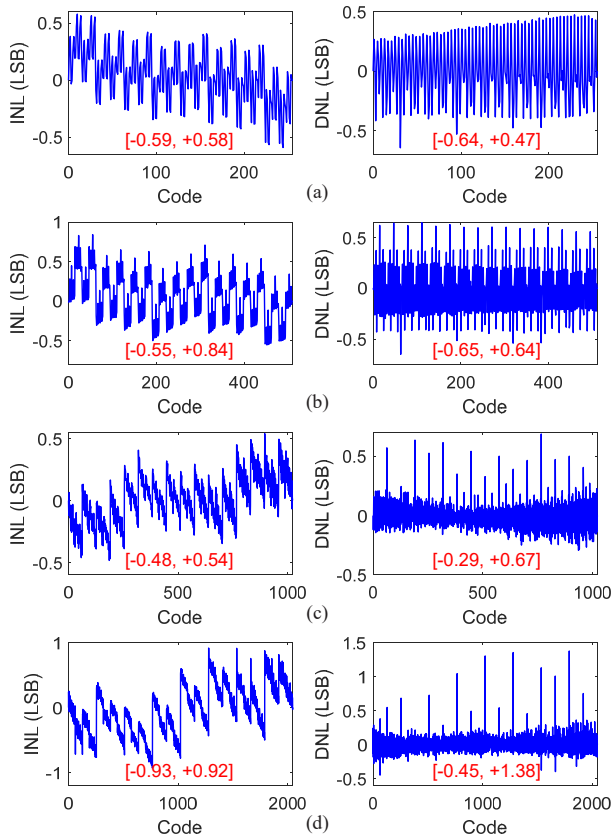 INL (LSB)
0.5
0
-0.5
[-0.59, +0.58]
0
100
200
Code
DNL (LSB)
0.5
0
-0.5
[-0.64, +0.47]
0
100
200
Code
(a)
INL (LSB)
1
0.5
0
-0.5
[-0.55, +0.84]
0
200
400
Code
DNL (LSB)
0.5
0
-0.5
[-0.65, +0.64]
0
200
400
Code
(b)
INL (LSB)
0.5
0
-0.5
[-0.48, +0.54]
0
500
1000
Code
DNL (LSB)
0.5
0
-0.5
[-0.29, +0.67]
0
500
1000
Code
(c)
INL (LSB)
1
0
-1
[-0.93, +0.92]
0
1000
2000
Code
DNL (LSB)
1.5
1
0.5
0
-0.5
[-0.45, +1.38]
0
1000
2000
Code
(d)